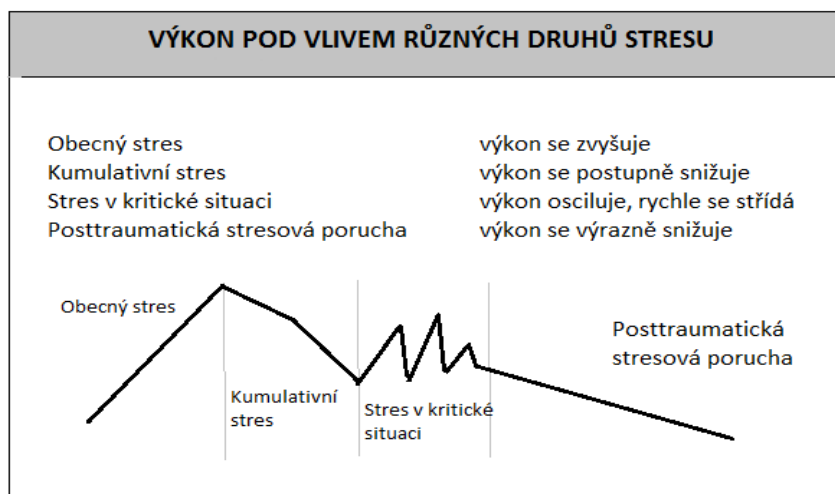 VÝKON POD VLIVEM RŮZNÝCH DRUHŮ STRESU
Obecný stres výkon se zvyšuje
Kumulativní stres výkon se postupně snižuje
Stres v kritické situaci výkon osciluje, rychle se střídá
Posttraumatická stresová porucha výkon se výrazně snižuje
Obecný stres
Kumulativní
stres
Stres v kritické
situaci
Posttraumatická
stresová porucha